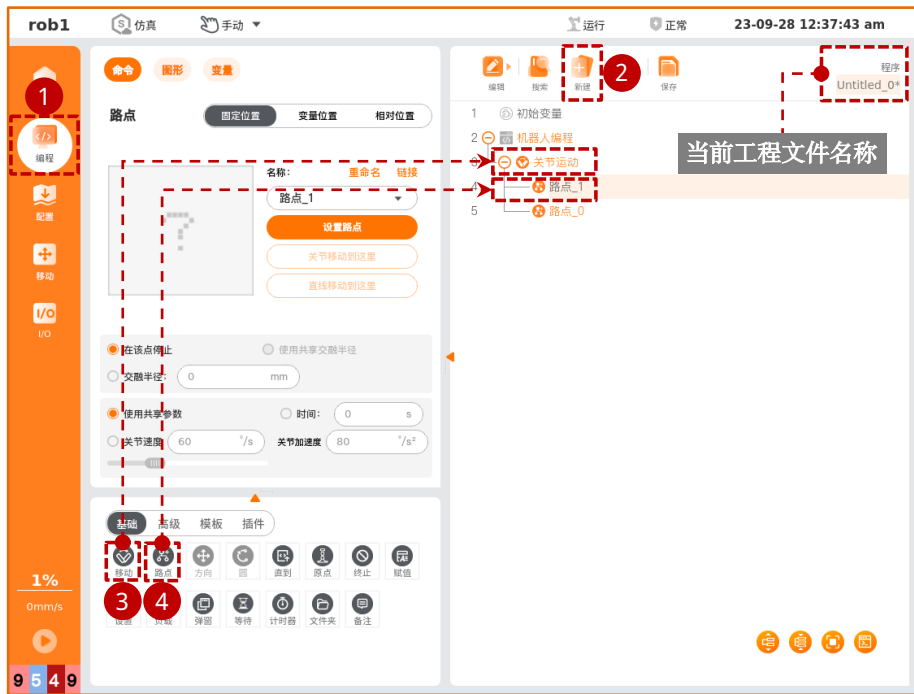 rob1
仿真
手动
运行
正常
23-09-28 12:37:43 am
1
编程
配置
移动
I/O
I/O
1%
0mm/s
9 5 4 9
命令 图形 变量
路点
固定位置 变量位置 相对位置
名称: 重命名 链接
路点_1
设置路点
关节移动到这里
直线移动到这里
在该点停止 使用共享交融半径
交融半径: 0 mm
使用共享参数 时间: 0 s
关节速度: 60 °/s 关节加速度 80 °/s²
基础 高级 模板 插件
移动 路点 方向 圆 直到 原点 终止 赋值
3 4
设置 负载 弹窗 等待 计时器 文件夹 备注
编辑 搜索 新建 2 保存
程序
Untitled_0*
当前工程文件名称
1 初始变量
2 机器人编程
3 关节运动
4 路点_1
5 路点_0